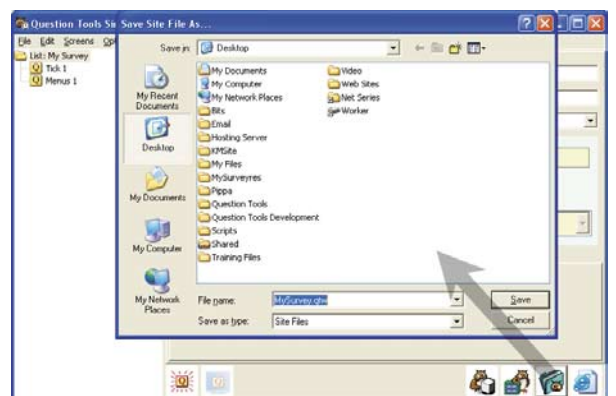 Question Tools Sir
Save Site File As...
File Edit Screens Opt
List: My Survey
Tick 1
Menus 1
Save in:
Desktop
My Recent
Documents
Desktop
My Documents
My Computer
My Network
Places
My Documents
My Computer
My Network Places
Bits
Email
Hosting Server
KMSite
My Files
MySurveyres
Pippa
Question Tools
Question Tools Development
Scripts
Shared
Training Files
Video
Web Sites
Net Series
Worker
File name:
MySurvey.qtw
Save
Save as type:
Site Files
Cancel